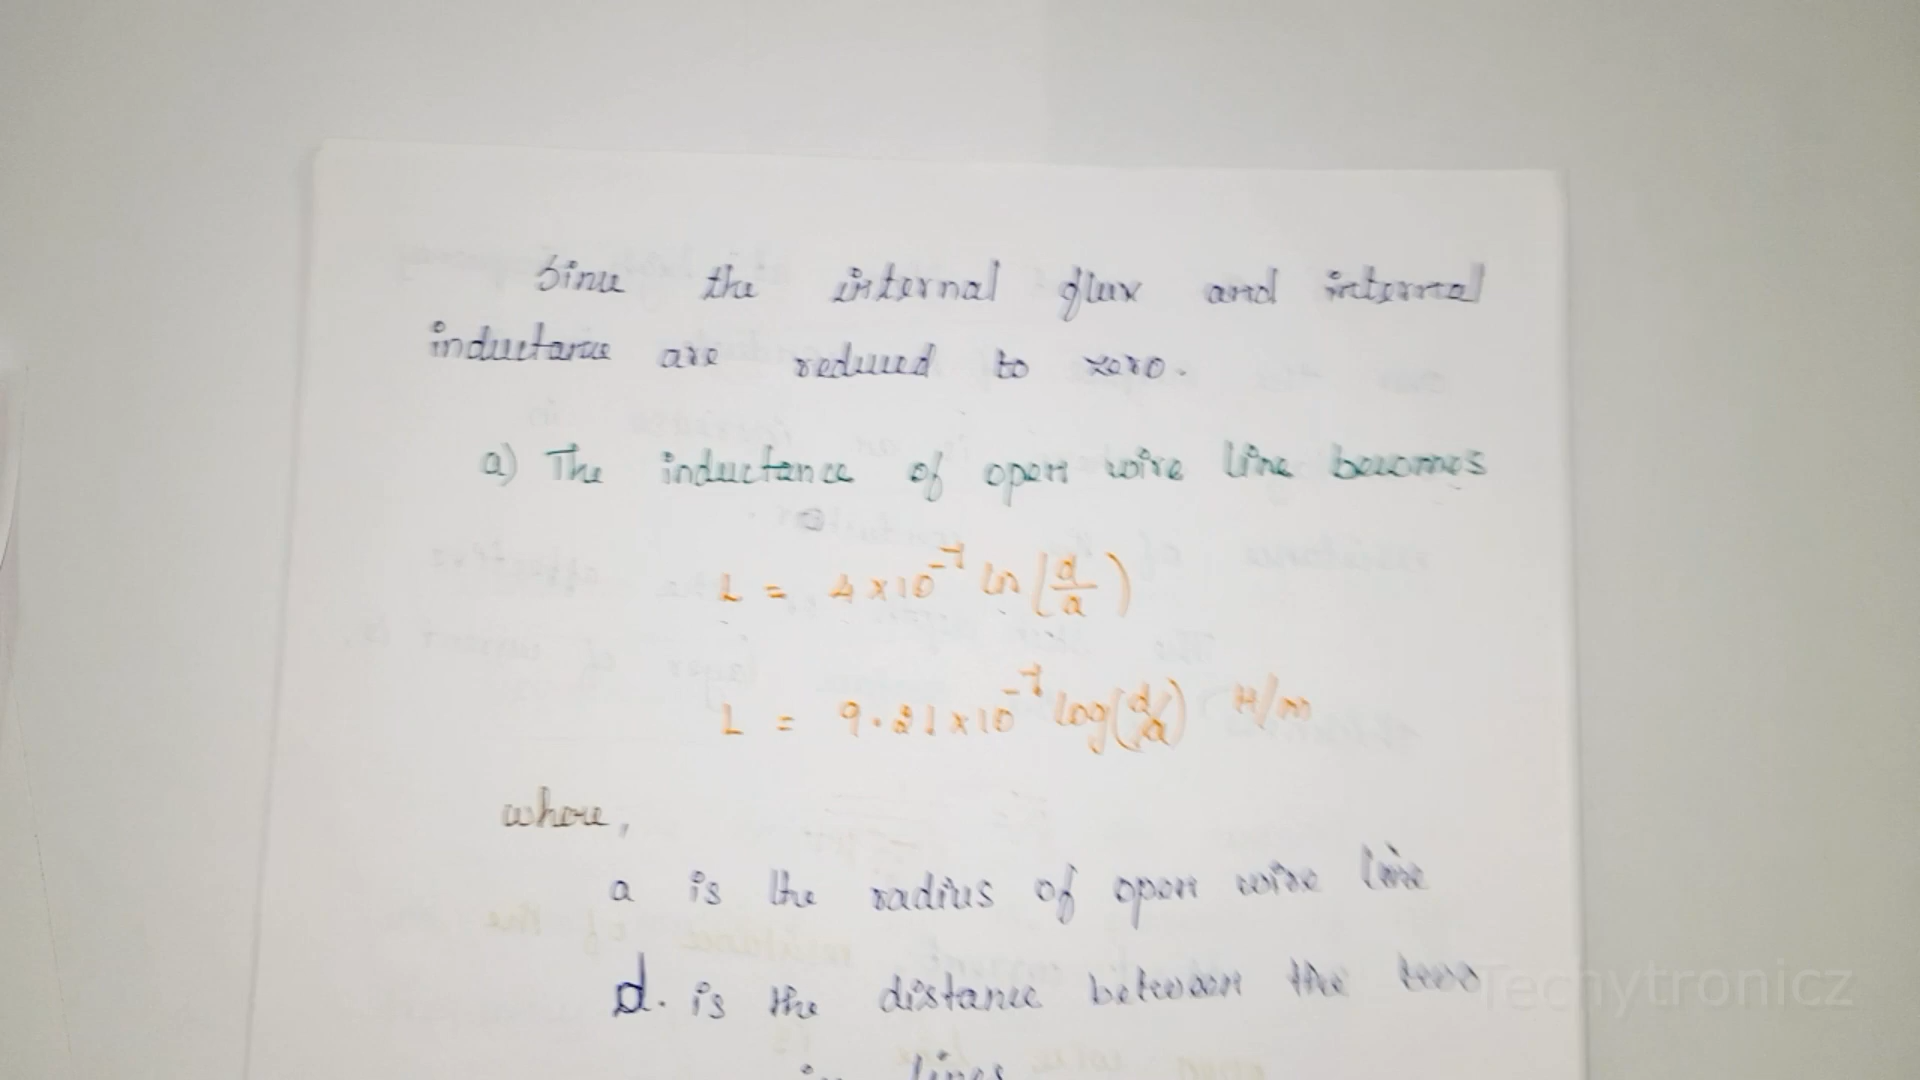 Since the internal flux and internal
inductance are reduced to zero.
a) The inductance of open wire line becomes
L = 4×10⁻⁷ ln(d/a)
L = 9.21×10⁻⁷ log(d/a) H/m
where,
a is the radius of open wire line
d. is the distance between the two
lines
Techytronicz